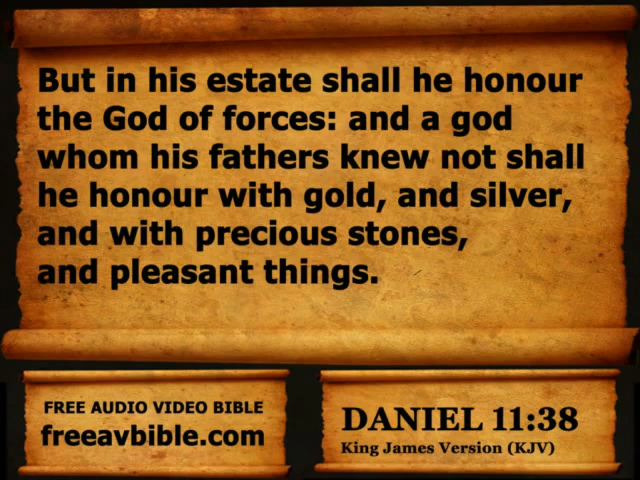 But in his estate shall he honour
the God of forces: and a god
whom his fathers knew not shall
he honour with gold, and silver,
and with precious stones,
and pleasant things.
FREE AUDIO VIDEO BIBLE
freeavbible.com
DANIEL 11:38
King James Version (KJV)